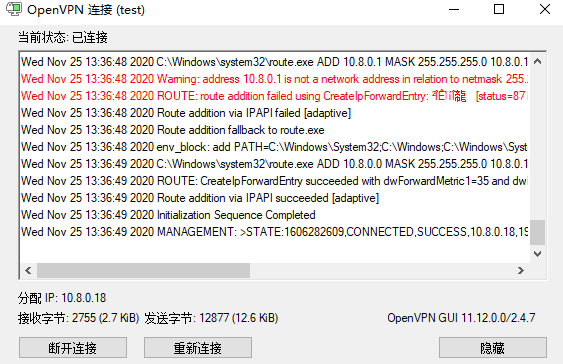 OpenVPN 连接 (test)
当前状态: 已连接
Wed Nov 25 13:36:48 2020 C:\Windows\system32\route.exe ADD 10.8.0.1 MASK 255.255.255.0 10.8.0.1
Wed Nov 25 13:36:48 2020 Warning: address 10.8.0.1 is not a network address in relation to netmask 255.
Wed Nov 25 13:36:48 2020 ROUTE: route addition failed using CreateIpForwardEntry: [status=87
Wed Nov 25 13:36:48 2020 Route addition via IPAPI failed [adaptive]
Wed Nov 25 13:36:48 2020 Route addition fallback to route.exe
Wed Nov 25 13:36:48 2020 env_block: add PATH=C:\Windows\System32;C:\Windows;C:\Windows\Syst
Wed Nov 25 13:36:49 2020 C:\Windows\system32\route.exe ADD 10.8.0.0 MASK 255.255.255.0 10.8.0.1
Wed Nov 25 13:36:49 2020 ROUTE: CreateIpForwardEntry succeeded with dwForwardMetric1=35 and dw
Wed Nov 25 13:36:49 2020 Route addition via IPAPI succeeded [adaptive]
Wed Nov 25 13:36:49 2020 Initialization Sequence Completed
Wed Nov 25 13:36:49 2020 MANAGEMENT: >STATE:1606282609,CONNECTED,SUCCESS,10.8.0.18,19
分配 IP: 10.8.0.18
接收字节: 2755 (2.7 KiB) 发送字节: 12877 (12.6 KiB) OpenVPN GUI 11.12.0.0/2.4.7
断开连接 重新连接 隐藏